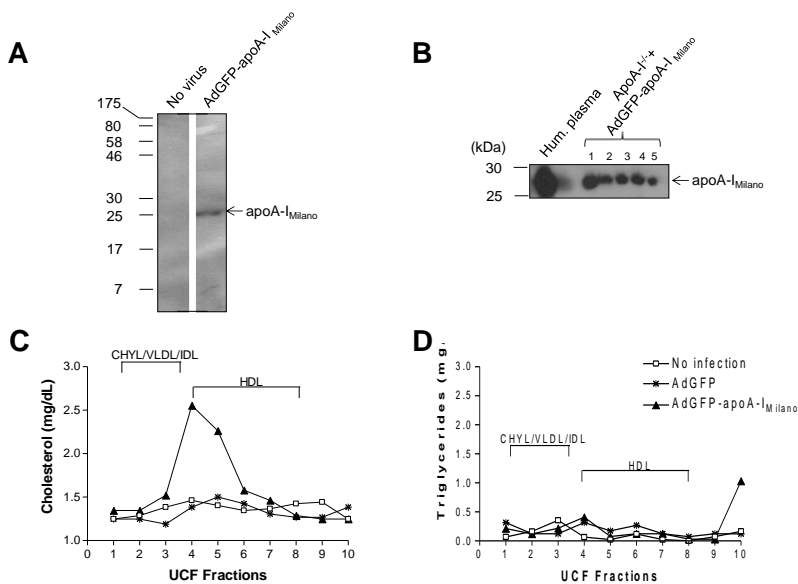 A
No virus
AdGFP-apoA-I Milano
175
80
58
46
30
25
17
7
apoA-I Milano
B
Hum. plasma
ApoA-I-/-+
AdGFP-apoA-I Milano
(kDa)
1 2 3 4 5
30
25
apoA-I Milano
C
CHYL/VLDL/IDL
HDL
Cholesterol (mg/dL)
3.0
2.5
2.0
1.5
1.0
0 1 2 3 4 5 6 7 8 9 10
UCF Fractions
D
No infection
AdGFP
AdGFP-apoA-I Milano
CHYL/VLDL/IDL
HDL
Triglycerides (mg
3.0
2.5
2.0
1.5
1.0
0.5
0.0
0 1 2 3 4 5 6 7 8 9 10
UCF Fractions